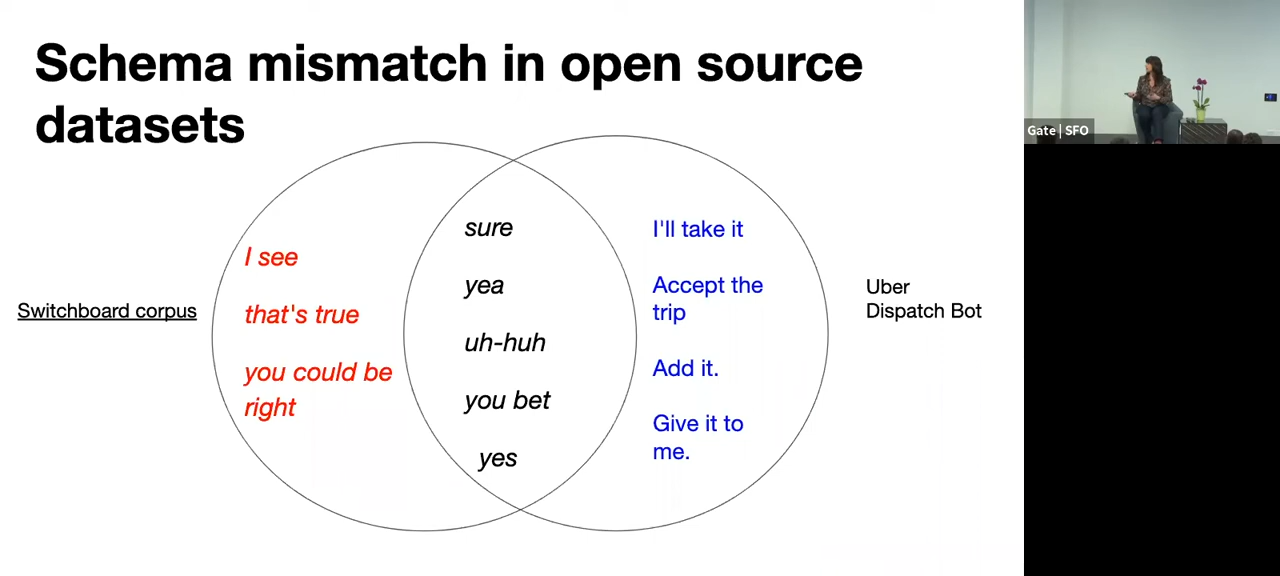 Schema mismatch in open source
datasets
Gate | SFO
Switchboard corpus
I see
that's true
you could be
right
sure
yea
uh-huh
you bet
yes
I'll take it
Accept the
trip
Add it.
Give it to
me.
Uber
Dispatch Bot